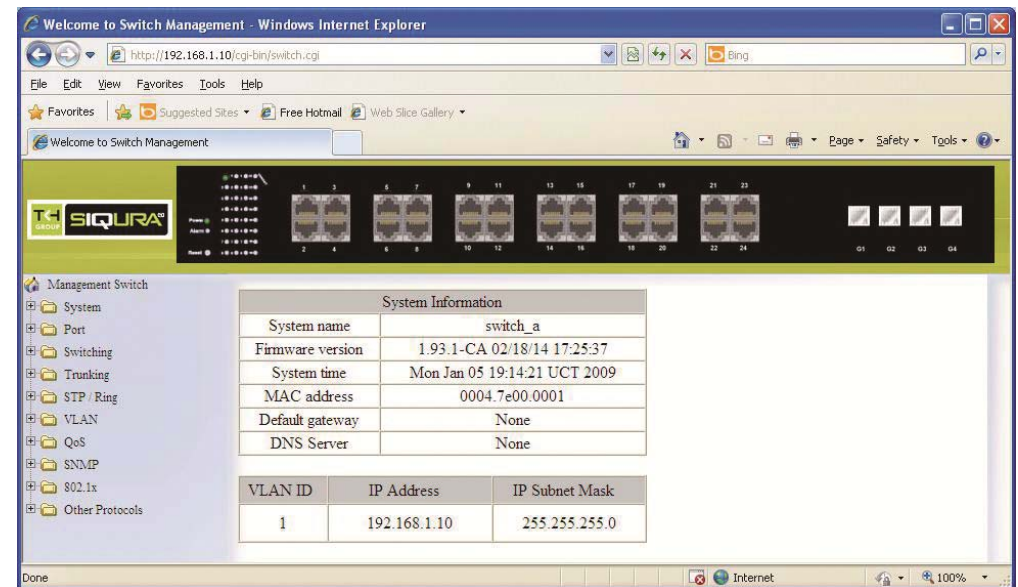 Welcome to Switch Management - Windows Internet Explorer
http://192.168.1.10/cgi-bin/switch.cgi
Bing
File Edit View Favorites Tools Help
Favorites Suggested Sites Free Hotmail Web Slice Gallery
Welcome to Switch Management
Page Safety Tools
1 3 5 7 9 11 13 15 17 19 21 23
TKH GROUP SIQURA®
Power
Alarm
Reset
2 4 6 8 10 12 14 16 18 20 22 24 G1 G2 G3 G4
Management Switch
System
Port
Switching
Trunking
STP / Ring
VLAN
QoS
SNMP
802.1x
Other Protocols
System Information
System name switch_a
Firmware version 1.93.1-CA 02/18/14 17:25:37
System time Mon Jan 05 19:14:21 UCT 2009
MAC address 0004.7e00.0001
Default gateway None
DNS Server None
VLAN ID IP Address IP Subnet Mask
1 192.168.1.10 255.255.255.0
Done Internet 100%